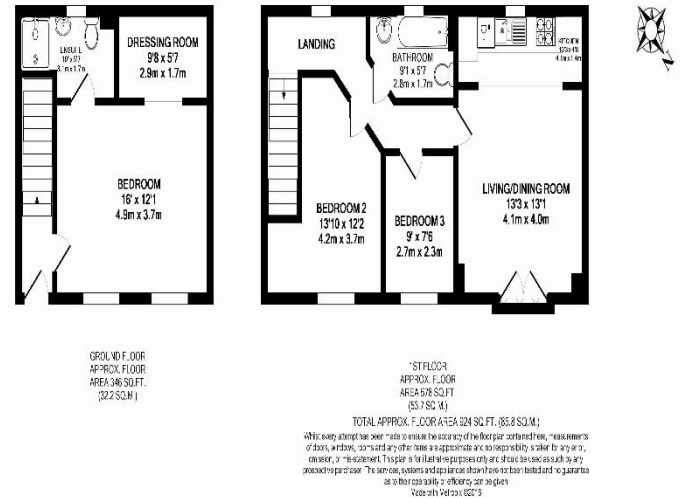 ENSUITE
DRESSING ROOM
9'8 x 5'7
2.9m x 1.7m
BEDROOM
16' x 12'1
4.9m x 3.7m
GROUND FLOOR
APPROX. FLOOR
AREA 346 SQ.FT.
(32.2 SQ.M.)
LANDING
BATHROOM
9'1 x 5'7
2.8m x 1.7m
KITCHEN
BEDROOM 2
13'10 x 12'2
4.2m x 3.7m
BEDROOM 3
9' x 7'6
2.7m x 2.3m
LIVING/DINING ROOM
13'3 x 13'1
4.1m x 4.0m
N
1ST FLOOR
APPROX. FLOOR
AREA 578 SQ.FT.
(53.7 SQ.M.)
TOTAL APPROX. FLOOR AREA 924 SQ.FT. (85.8 SQ.M.)
Whilst every attempt has been made to ensure the accuracy of the floor plan contained here, measurements
of doors, windows, rooms and any other items are approximate and no responsibility is taken for any error,
omission, or mis-statement. This plan is for illustrative purposes only and should be used as such by any
prospective purchaser. The services, systems and appliances shown have not been tested and no guarantee
as to their operability or efficiency can be given
Made with Metropix